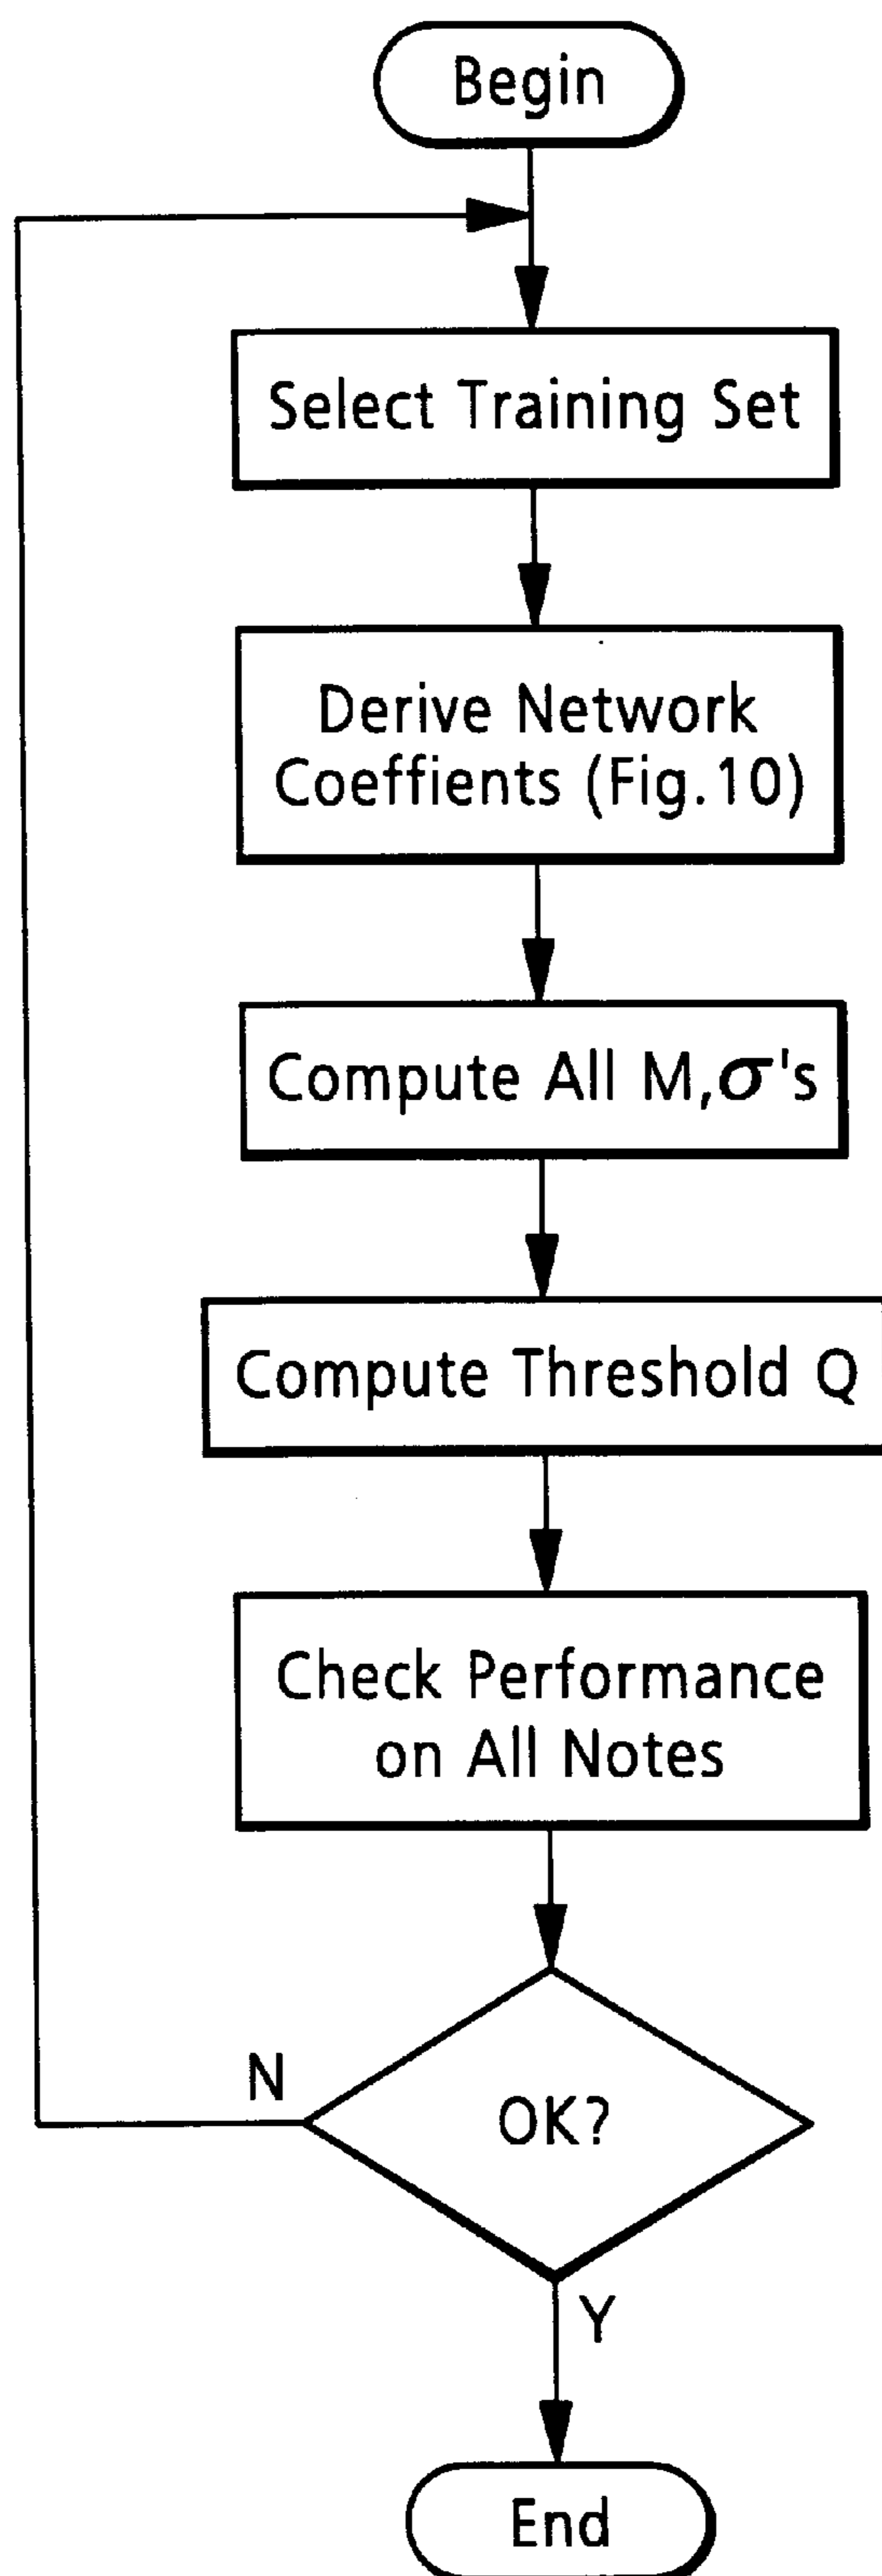 Begin
Select Training Set
Derive Network
Coeffients (Fig.10)
Compute All M,σ's
Compute Threshold Q
Check Performance
on All Notes
OK?
N
Y
End